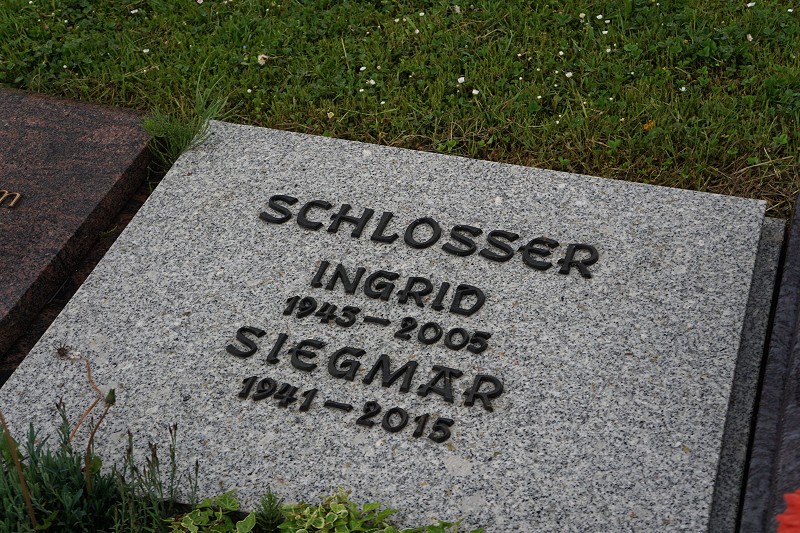 SCHLOSSER
INGRID
1945–2005
SIEGMAR
1941–2015